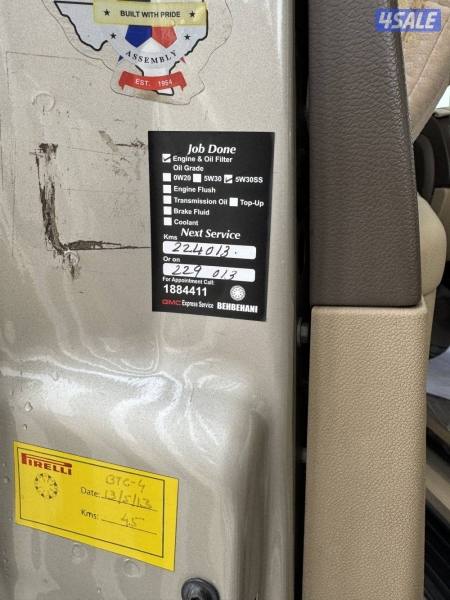 4SALE
BUILT WITH PRIDE
ASSEMBLY
EST. 1954
Job Done
Engine & Oil Filter
Oil Grade
0W20 5W30 5W30SS
Engine Flush
Transmission Oil Top-Up
Brake Fluid
Coolant
Next Service
Kms 224013.
Or on
229 013
For Appointment Call:
1884411
GMC Express Service BEHBEHANI
PIRELLI
BTC-4
Date: 13/5/13
Kms: 45